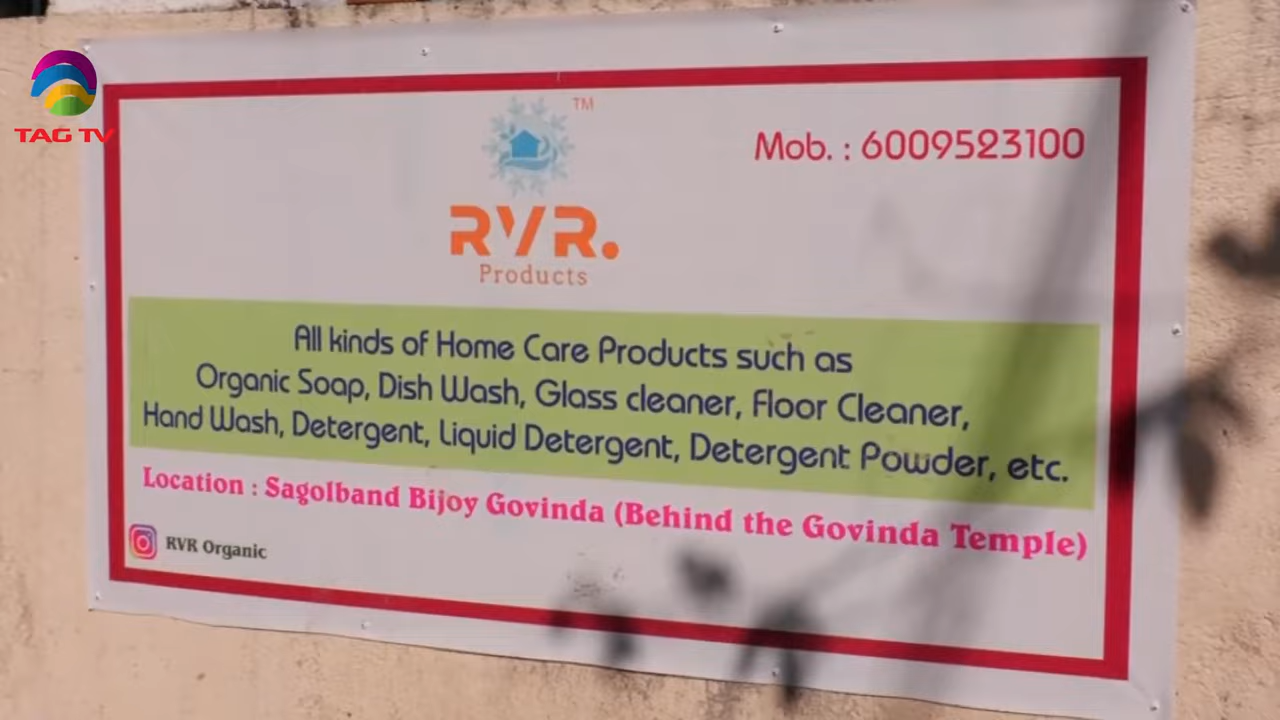 TAG TV
TM
Mob. : 6009523100
RVR.
Products
All kinds of Home Care Products such as
Organic Soap, Dish Wash, Glass cleaner, Floor Cleaner,
Hand Wash, Detergent, Liquid Detergent, Detergent Powder, etc.
Location : Sagolband Bijoy Govinda (Behind the Govinda Temple)
RVR Organic